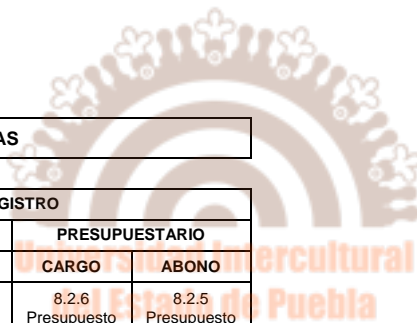 AS
GISTRO
PRESUPUESTARIO
CARGO ABONO
8.2.6 8.2.5
Presupuesto Presupuesto
Universidad Intercultural
del Estado de Puebla